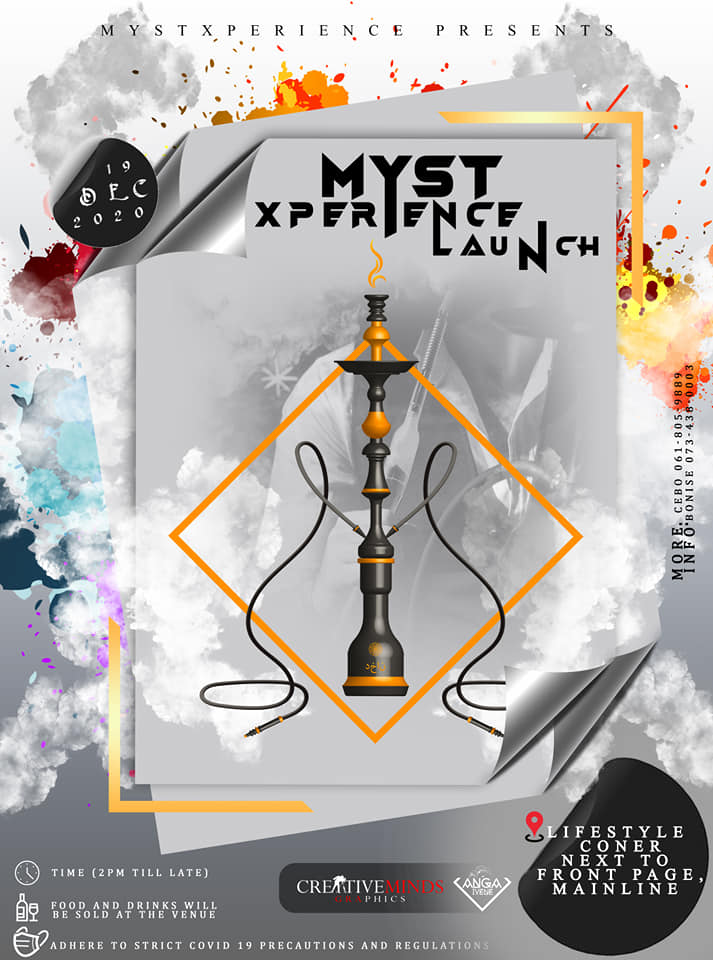 MYSTXPERIENCE PRESENTS
19
DEC
2020
MYST
XPERIENCE
LAUNCH
MORE. CEBO 061-805-9889
INFO. BONISE 073-438-0003
LIFESTYLE
CONER
NEXT TO
FRONT PAGE,
MAINLINE
TIME (2PM TILL LATE)
FOOD AND DRINKS WILL
BE SOLD AT THE VENUE
ADHERE TO STRICT COVID 19 PRECAUTIONS AND REGULATIONS
CREATIVEMINDS
GRAPHICS
ANGA